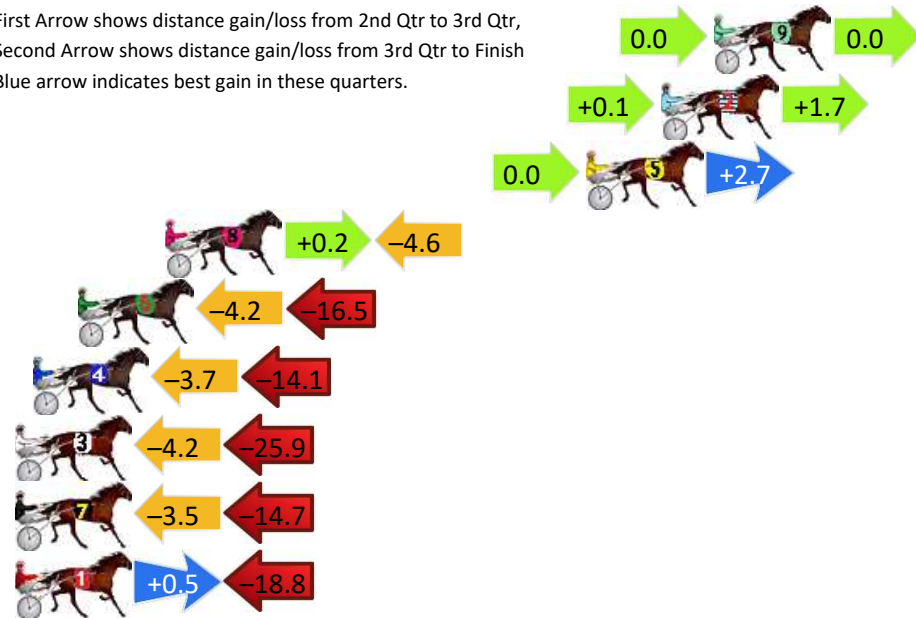 First Arrow shows distance gain/loss from 2nd Qtr to 3rd Qtr,
Second Arrow shows distance gain/loss from 3rd Qtr to Finish
Blue arrow indicates best gain in these quarters.
0.0 9 0.0
+0.1 2 +1.7
0.0 5 +2.7
8 +0.2 −4.6
6 −4.2 −16.5
4 −3.7 −14.1
3 −4.2 −25.9
7 −3.5 −14.7
1 +0.5 −18.8